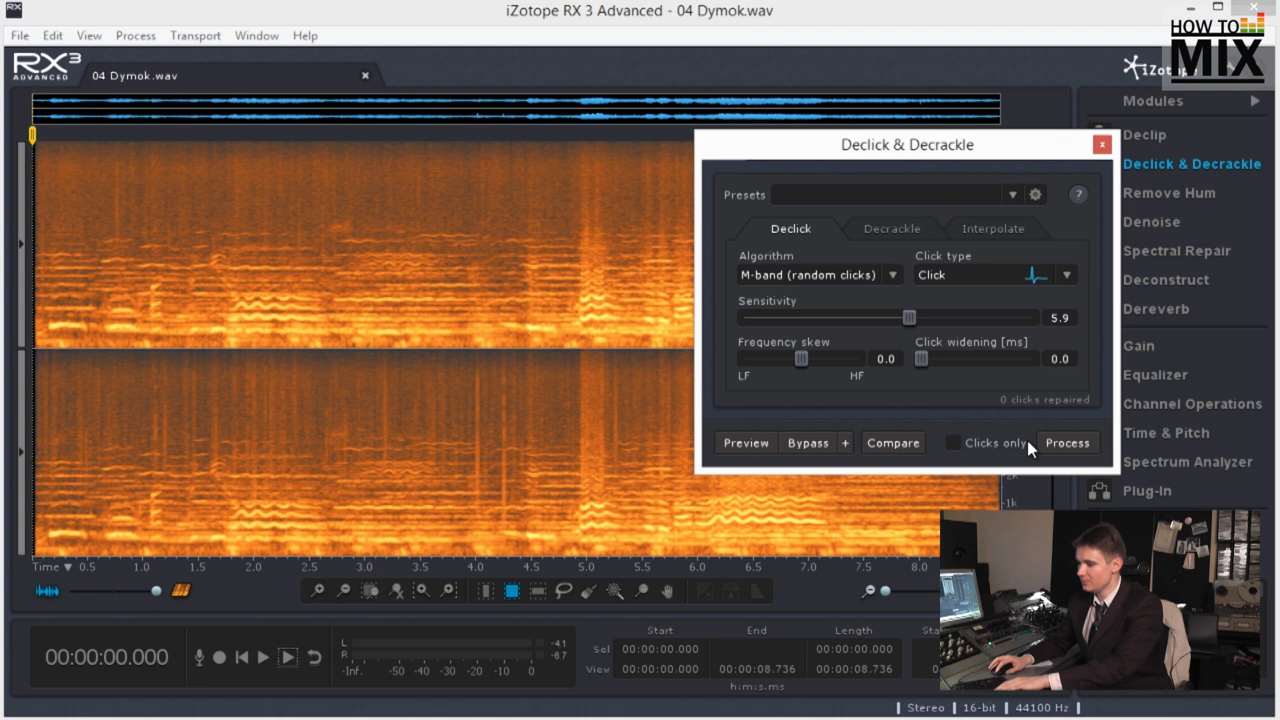 iZotope RX 3 Advanced - 04 Dymok.wav
RX
HOW TO
MIX
File Edit View Process Transport Window Help
RX3
ADVANCED
04 Dymok.wav
Modules
Declip
Declick & Decrackle
Remove Hum
Denoise
Spectral Repair
Deconstruct
Dereverb
Gain
Equalizer
Channel Operations
Time & Pitch
Spectrum Analyzer
Plug-In
Declick & Decrackle
Presets ?
Declick Decrackle Interpolate
Algorithm Click type
M-band (random clicks) Click
Sensitivity
5.9
Frequency skew Click widening [ms]
0.0 0.0
LF HF
0 clicks repaired
Preview Bypass + Compare Clicks only Process
1k
Time 0.5 1.0 1.5 2.0 2.5 3.0 3.5 4.0 4.5 5.0 5.5 6.0 6.5 7.0 7.5 8.0
00:00:00.000
L
R
-Inf. -50 -40 -30 -20 -10 0
-41
-6.7
Start End Length
Sel 00:00:00.000 00:00:00.000
View 00:00:00.000 00:00:08.736 00:00:08.736
h:m:s.ms
Stereo 16-bit 44100 Hz